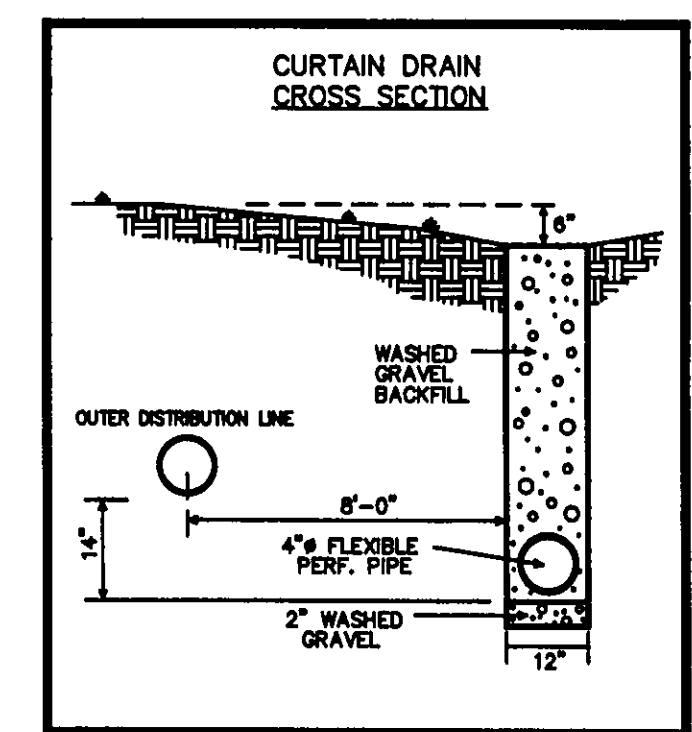 CURTAIN DRAIN
CROSS SECTION
6"
WASHED
GRAVEL
BACKFILL
OUTER DISTRIBUTION LINE
8'-0"
14"
4"ø FLEXIBLE
PERF. PIPE
2" WASHED
GRAVEL
12"